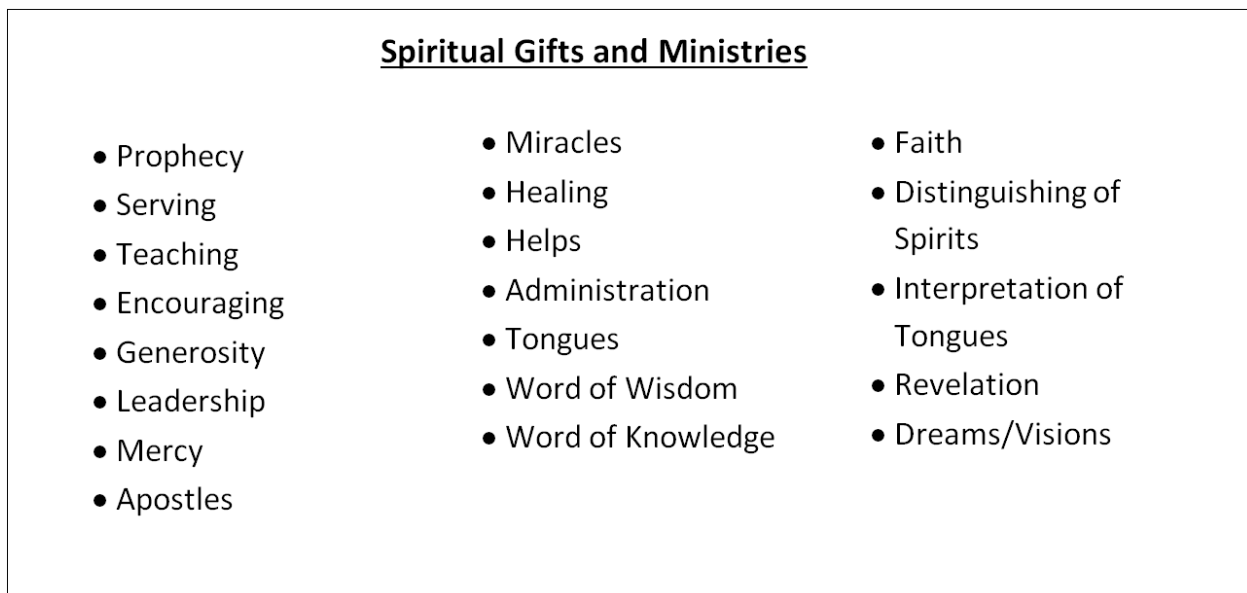 Spiritual Gifts and Ministries
• Prophecy
• Serving
• Teaching
• Encouraging
• Generosity
• Leadership
• Mercy
• Apostles
• Miracles
• Healing
• Helps
• Administration
• Tongues
• Word of Wisdom
• Word of Knowledge
• Faith
• Distinguishing of
Spirits
• Interpretation of
Tongues
• Revelation
• Dreams/Visions